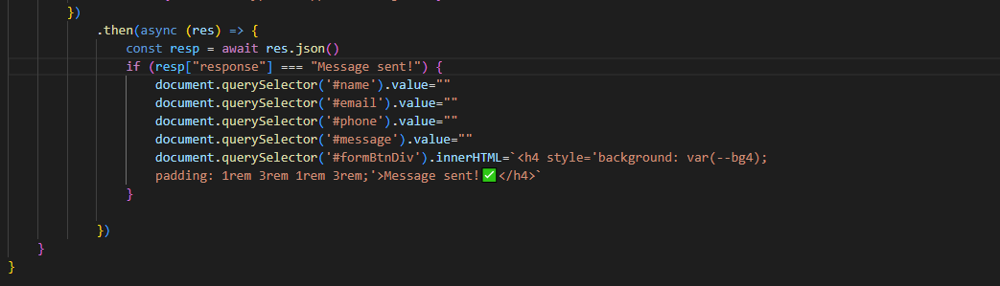 })
.then(async (res) => {
const resp = await res.json()
if (resp["response"] === "Message sent!") {
document.querySelector('#name').value=""
document.querySelector('#email').value=""
document.querySelector('#phone').value=""
document.querySelector('#message').value=""
document.querySelector('#formBtnDiv').innerHTML=`<h4 style='background: var(--bg4);
padding: 1rem 3rem 1rem 3rem;'>Message sent!✅</h4>`
}
})
}
}